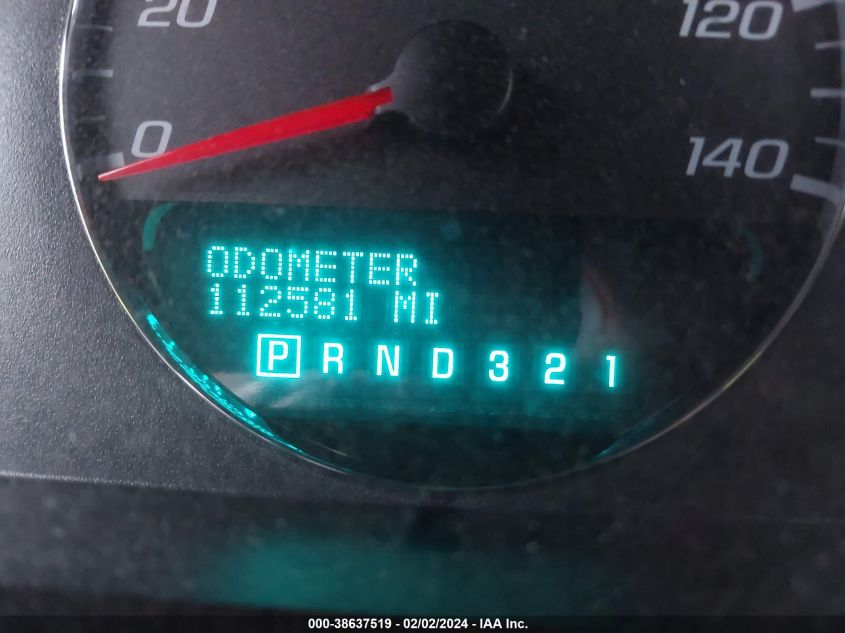 20
120
0
140
ODOMETER
112581 MI
P R N D 3 2 1
000-38637519 - 02/02/2024 - IAA Inc.